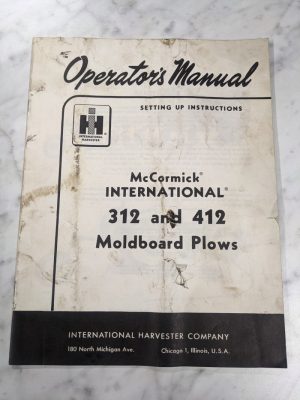 Operator's Manual
SETTING UP INSTRUCTIONS
IH
INTERNATIONAL
HARVESTER
McCormick®
INTERNATIONAL®
312 and 412
Moldboard Plows
INTERNATIONAL HARVESTER COMPANY
180 North Michigan Ave. Chicago 1, Illinois, U.S.A.